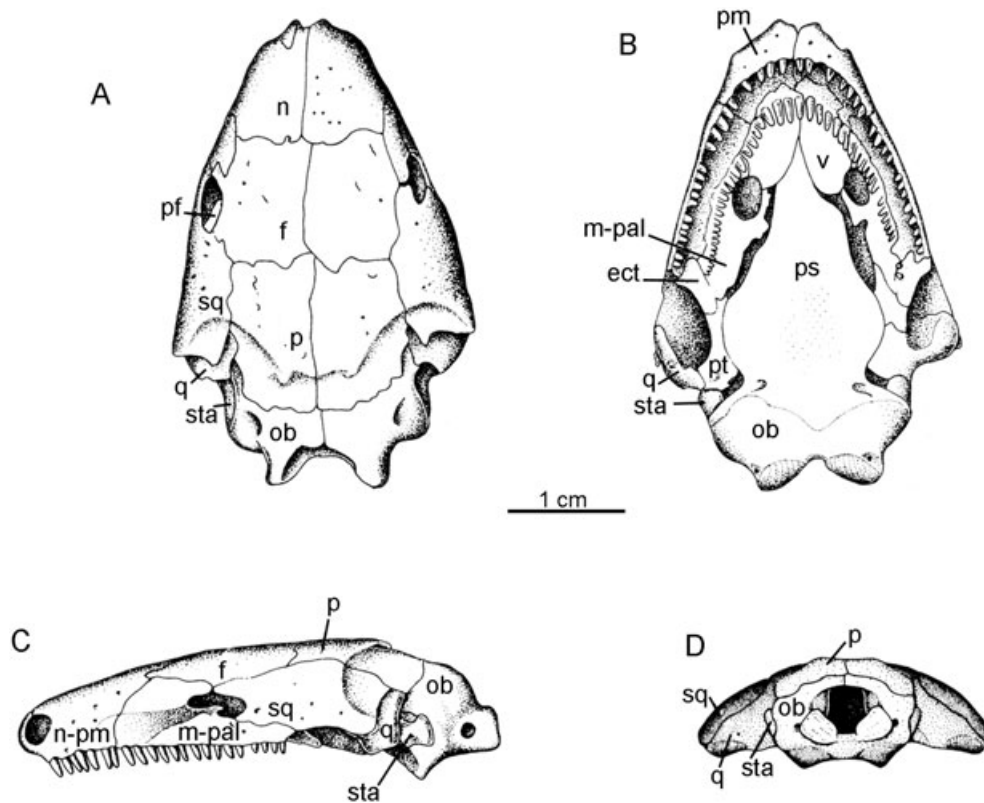 A
n
pf
f
sq
p
q
sta
ob
B
pm
v
m-pal
ect
ps
pt
q
sta
ob
1 cm
C
p
f
ob
sq
n-pm
m-pal
q
sta
D
p
sq
ob
q
sta